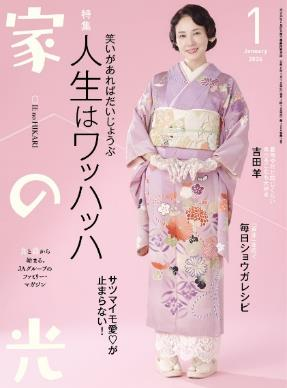 家の光
IE no HIKARI
1
January
2024
特集
笑いがあればだいじょうぶ
人生はワッハッハ
サツマイモ愛♡が
止まらない!
吉田 羊
毎日ショウガレシピ
始まる、
JAグループの
ファミリー・
マガジン